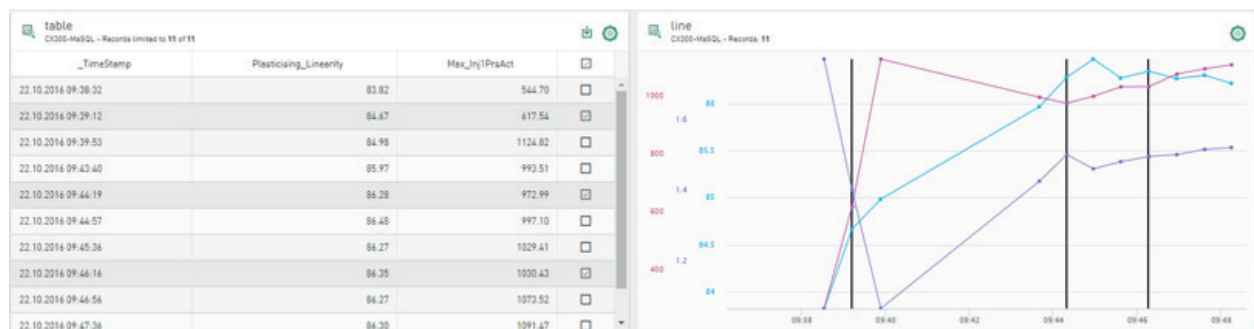 table
CX300-MaSQL - Records limited to 11 of 11
_TimeStamp Plasticising_Linearity Max_Inj1PrsAct
22.10.2016 09:38:32 83.82 544.70
22.10.2016 09:39:12 84.67 617.54
22.10.2016 09:39:53 84.98 1124.82
22.10.2016 09:43:40 85.97 993.51
22.10.2016 09:44:19 86.28 972.99
22.10.2016 09:44:57 86.48 997.10
22.10.2016 09:45:36 86.27 1029.41
22.10.2016 09:46:16 86.35 1030.43
22.10.2016 09:46:56 86.27 1073.52
22.10.2016 09:47:36 86.30 1091.47
line
CX300-MaSQL - Records: 11
1000
86
1.6
85.5
800
1.4
85
600
84.5
1.2
400
84
09:38 09:40 09:42 09:44 09:46 09:48